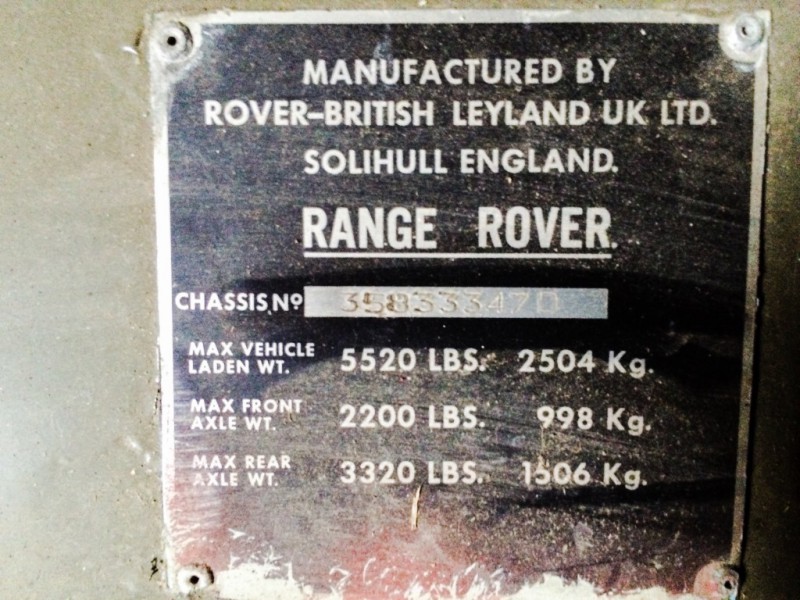 MANUFACTURED BY
ROVER-BRITISH LEYLAND UK LTD.
SOLIHULL ENGLAND.
RANGE ROVER.
CHASSIS Nº 35833347D
MAX VEHICLE LADEN WT. 5520 LBS. 2504 Kg.
MAX FRONT AXLE WT. 2200 LBS. 998 Kg.
MAX REAR AXLE WT. 3320 LBS. 1506 Kg.